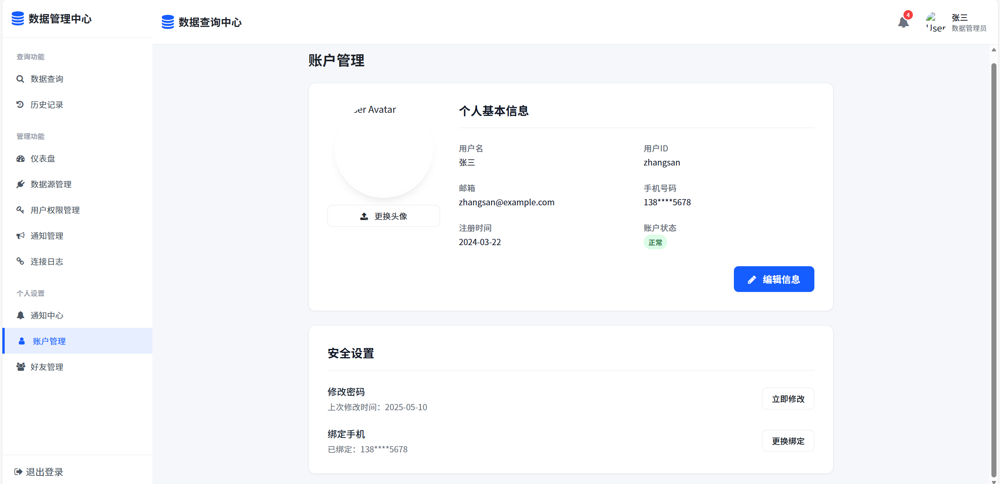 数据管理中心
查询功能
数据查询
历史记录
管理功能
仪表盘
数据源管理
用户权限管理
通知管理
连接日志
个人设置
通知中心
账户管理
好友管理
退出登录
数据查询中心
4
User
张三
数据管理员
账户管理
er Avatar
更换头像
个人基本信息
用户名
张三
用户ID
zhangsan
邮箱
zhangsan@example.com
手机号码
138****5678
注册时间
2024-03-22
账户状态
正常
编辑信息
安全设置
修改密码
上次修改时间：2025-05-10
立即修改
绑定手机
已绑定：138****5678
更换绑定